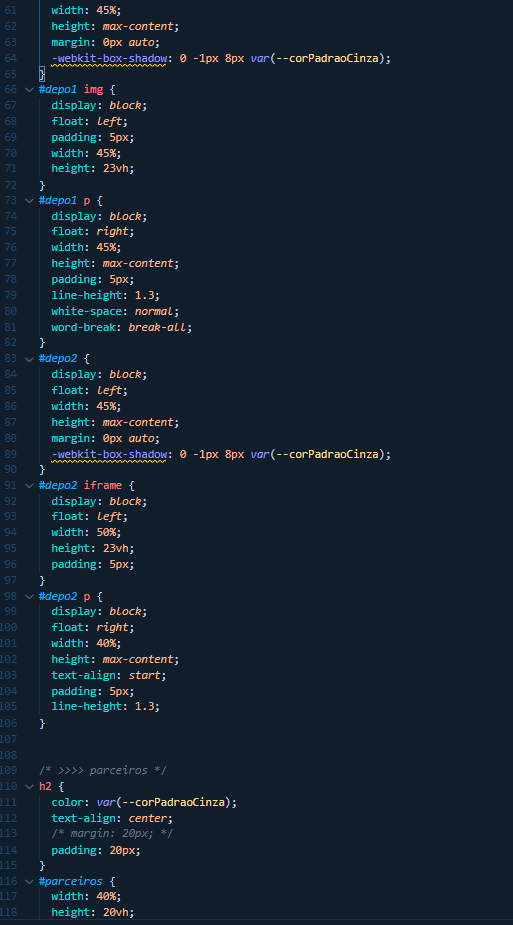 61 width: 45%;
62 height: max-content;
63 margin: 0px auto;
64 -webkit-box-shadow: 0 -1px 8px var(--corPadraoCinza);
65 }
66 #depo1 img {
67 display: block;
68 float: left;
69 padding: 5px;
70 width: 45%;
71 height: 23vh;
72 }
73 #depo1 p {
74 display: block;
75 float: right;
76 width: 45%;
77 height: max-content;
78 padding: 5px;
79 line-height: 1.3;
80 white-space: normal;
81 word-break: break-all;
82 }
83 #depo2 {
84 display: block;
85 float: left;
86 width: 45%;
87 height: max-content;
88 margin: 0px auto;
89 -webkit-box-shadow: 0 -1px 8px var(--corPadraoCinza);
90 }
91 #depo2 iframe {
92 display: block;
93 float: left;
94 width: 50%;
95 height: 23vh;
96 padding: 5px;
97 }
98 #depo2 p {
99 display: block;
100 float: right;
101 width: 40%;
102 height: max-content;
103 text-align: start;
104 padding: 5px;
105 line-height: 1.3;
106 }
107
108
109 /* >>>> parceiros */
110 h2 {
111 color: var(--corPadraoCinza);
112 text-align: center;
113 /* margin: 20px; */
114 padding: 20px;
115 }
116 #parceiros {
117 width: 40%;
118 height: 20vh;